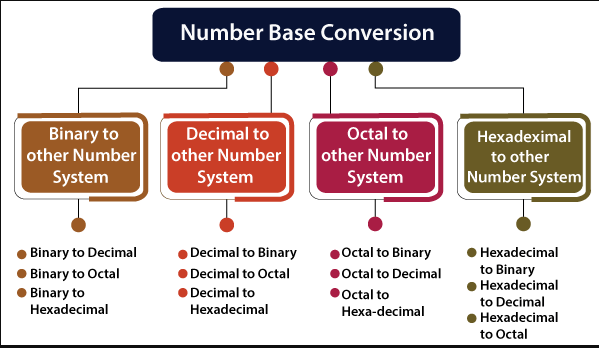 Number Base Conversion
Binary to
other Number
System
Decimal to
other Number
System
Octal to
other Number
System
Hexadeximal
to other
Number System
Binary to Decimal
Binary to Octal
Binary to
Hexadecimal
Decimal to Binary
Decimal to Octal
Decimal to
Hexadecimal
Octal to Binary
Octal to Decimal
Octal to
Hexa-decimal
Hexadecimal
to Binary
Hexadecimal
to Decimal
Hexadecimal
to Octal